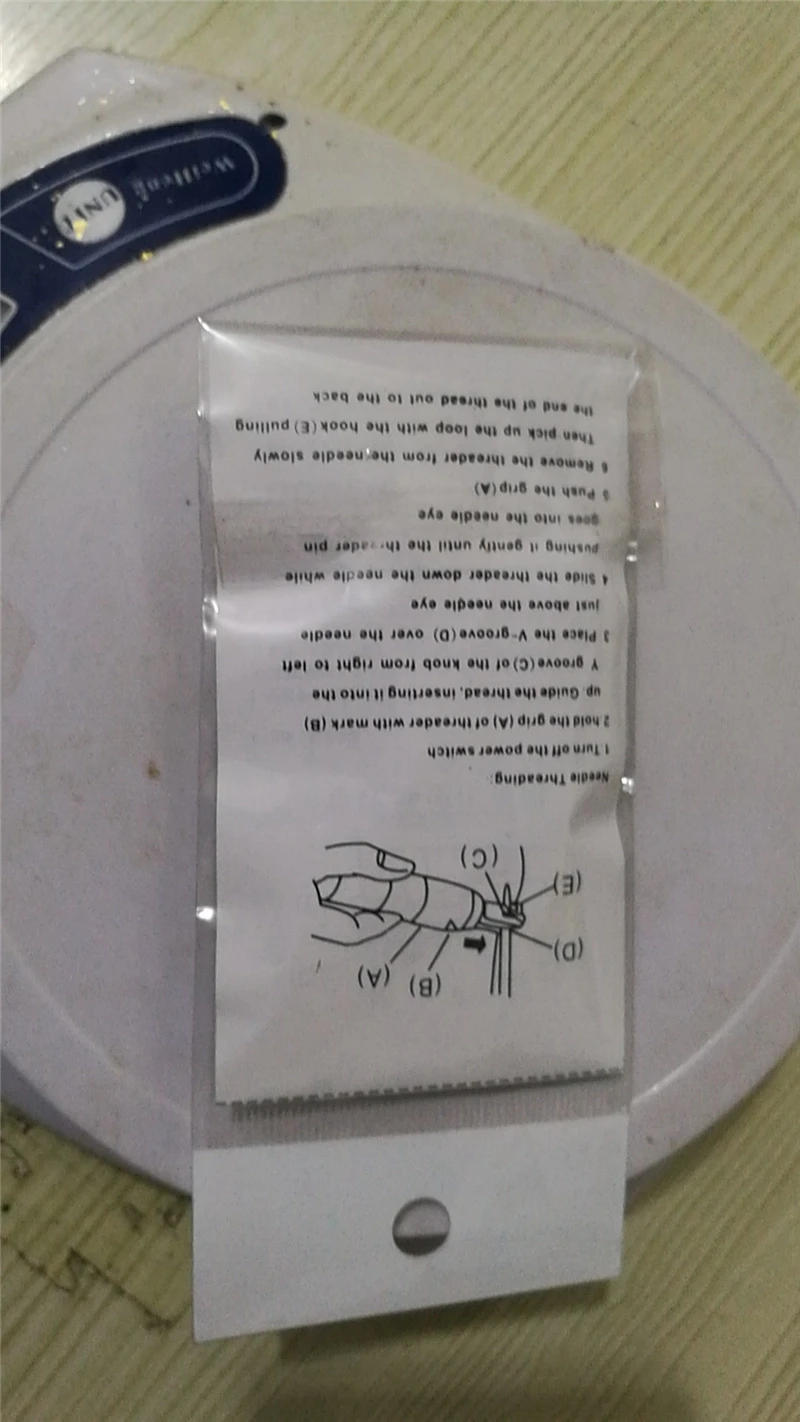 (A)
(B)
(D)
(E)
(C)
Needle Threading:
1 Turn off the power switch
2 hold the grip (A) of threader with mark (B)
up. Guide the thread, inserting it into the
Y groove (C) of the knob from right to left
3 Place the V-groove (D) over the needle
just above the needle eye
4 Slide the threader down the needle while
pushing it gently until the threader pin
goes into the needle eye
5 Push the grip (A)
6 Remove the threader from the needle slowly
Then pick up the loop with the hook (E) pulling
the end of the thread out to the back
WeiHeng
UNIT